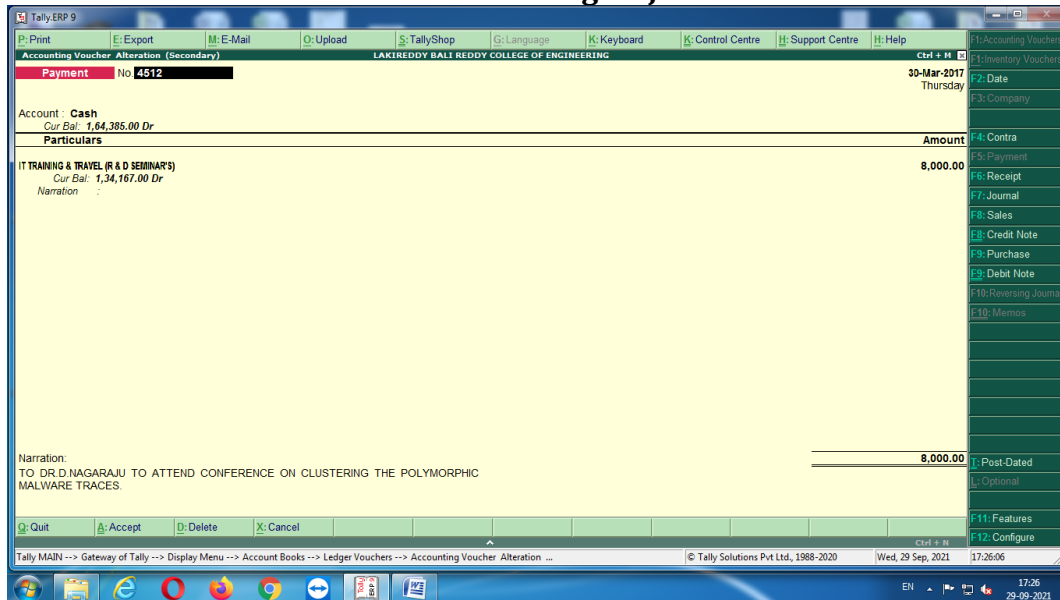 Tally.ERP 9
P: Print E: Export M: E-Mail O: Upload S: TallyShop G: Language K: Keyboard K: Control Centre H: Support Centre H: Help
Accounting Voucher Alteration (Secondary) LAKIREDDY BALI REDDY COLLEGE OF ENGINEERING Ctrl + M
Payment No. 4512 30-Mar-2017
Thursday
Account : Cash
Cur Bal: 1,64,385.00 Dr
Particulars Amount
IT TRAINING & TRAVEL (R & D SEMINAR'S) 8,000.00
Cur Bal: 1,34,167.00 Dr
Narration :
Narration: 8,000.00
TO DR.D.NAGARAJU TO ATTEND CONFERENCE ON CLUSTERING THE POLYMORPHIC
MALWARE TRACES.
F1: Accounting Vouchers
F1: Inventory Vouchers
F2: Date
F3: Company
F4: Contra
F5: Payment
F6: Receipt
F7: Journal
F8: Sales
F8: Credit Note
F9: Purchase
F9: Debit Note
F10: Reversing Journa
F10: Memos
T: Post-Dated
L: Optional
F11: Features
F12: Configure
Q: Quit A: Accept D: Delete X: Cancel
Ctrl + N
Tally MAIN --> Gateway of Tally --> Display Menu --> Account Books --> Ledger Vouchers --> Accounting Voucher Alteration ... © Tally Solutions Pvt Ltd., 1988-2020 Wed, 29 Sep, 2021 17:26:06
Tally ERP 9
EN 17:26
29-09-2021